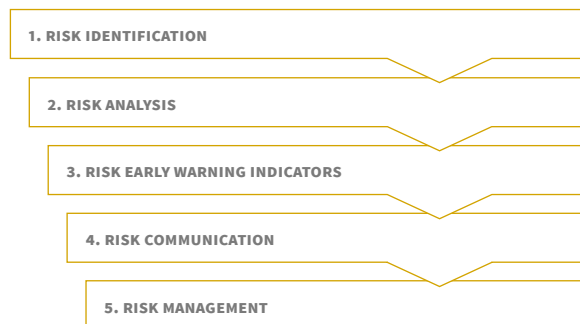 1. RISK IDENTIFICATION
2. RISK ANALYSIS
3. RISK EARLY WARNING INDICATORS
4. RISK COMMUNICATION
5. RISK MANAGEMENT